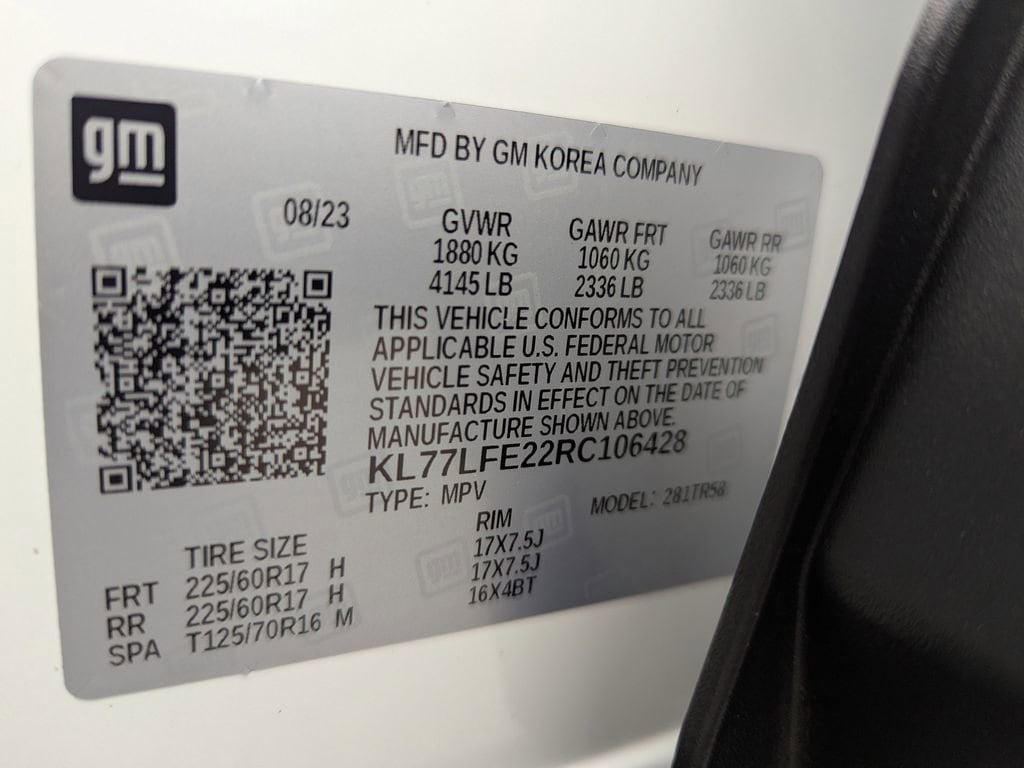 gm
MFD BY GM KOREA COMPANY
08/23
GVWR GAWR FRT GAWR RR
1880 KG 1060 KG 1060 KG
4145 LB 2336 LB 2336 LB
THIS VEHICLE CONFORMS TO ALL
APPLICABLE U.S. FEDERAL MOTOR
VEHICLE SAFETY AND THEFT PREVENTION
STANDARDS IN EFFECT ON THE DATE OF
MANUFACTURE SHOWN ABOVE.
KL77LFE22RC106428
TYPE: MPV MODEL: 281TR58
TIRE SIZE RIM
FRT 225/60R17 H 17X7.5J
RR 225/60R17 H 17X7.5J
SPA T125/70R16 M 16X4BT